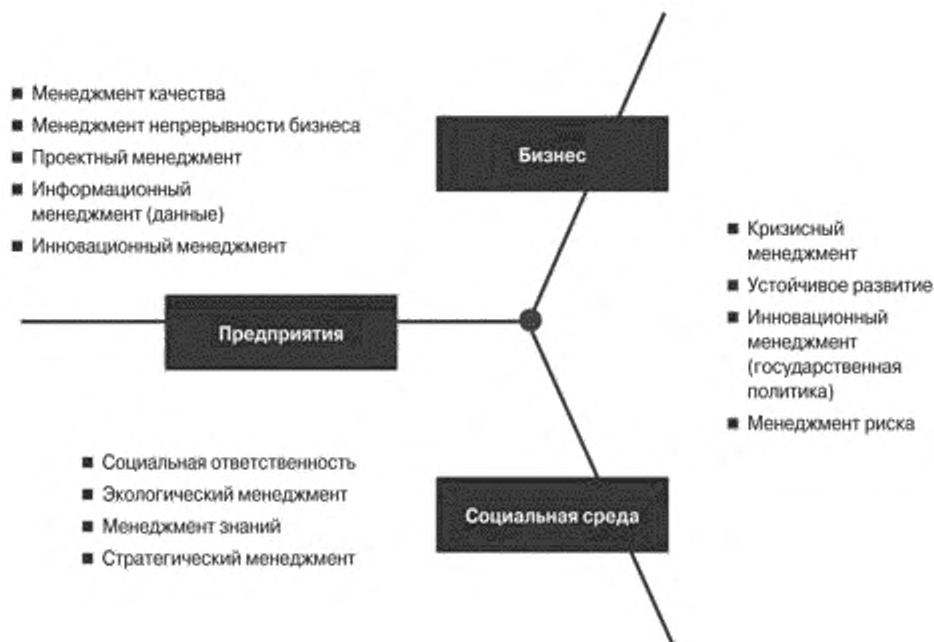 ■ Менеджмент качества
■ Менеджмент непрерывности бизнеса
■ Проектный менеджмент
■ Информационный
менеджмент (данные)
■ Инновационный менеджмент
Бизнес
■ Кризисный
менеджмент
■ Устойчивое развитие
■ Инновационный
менеджмент
(государственная
политика)
■ Менеджмент риска
Предприятия
■ Социальная ответственность
■ Экологический менеджмент
■ Менеджмент знаний
■ Стратегический менеджмент
Социальная среда